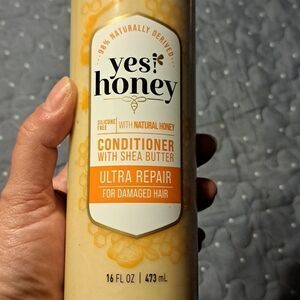 98% NATURALLY DERIVED
yes!
honey
SILICONE FREE | WITH NATURAL HONEY
CONDITIONER
WITH SHEA BUTTER
ULTRA REPAIR
FOR DAMAGED HAIR
16 FL OZ | 473 mL